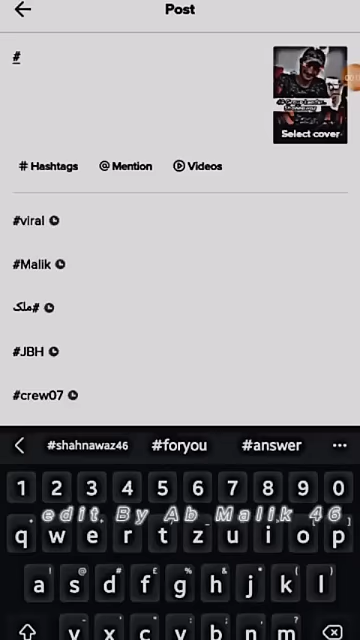 Post
#
Select cover
# Hashtags @ Mention Videos
#viral
#Malik
#ملک
#JBH
#crew07
#shahnawaz46 #foryou #answer
1 2 3 4 5 6 7 8 9 0
edit By Ab Malik 46
q w e r t z u i o p
a s d f g h j k l
y x c v b n m